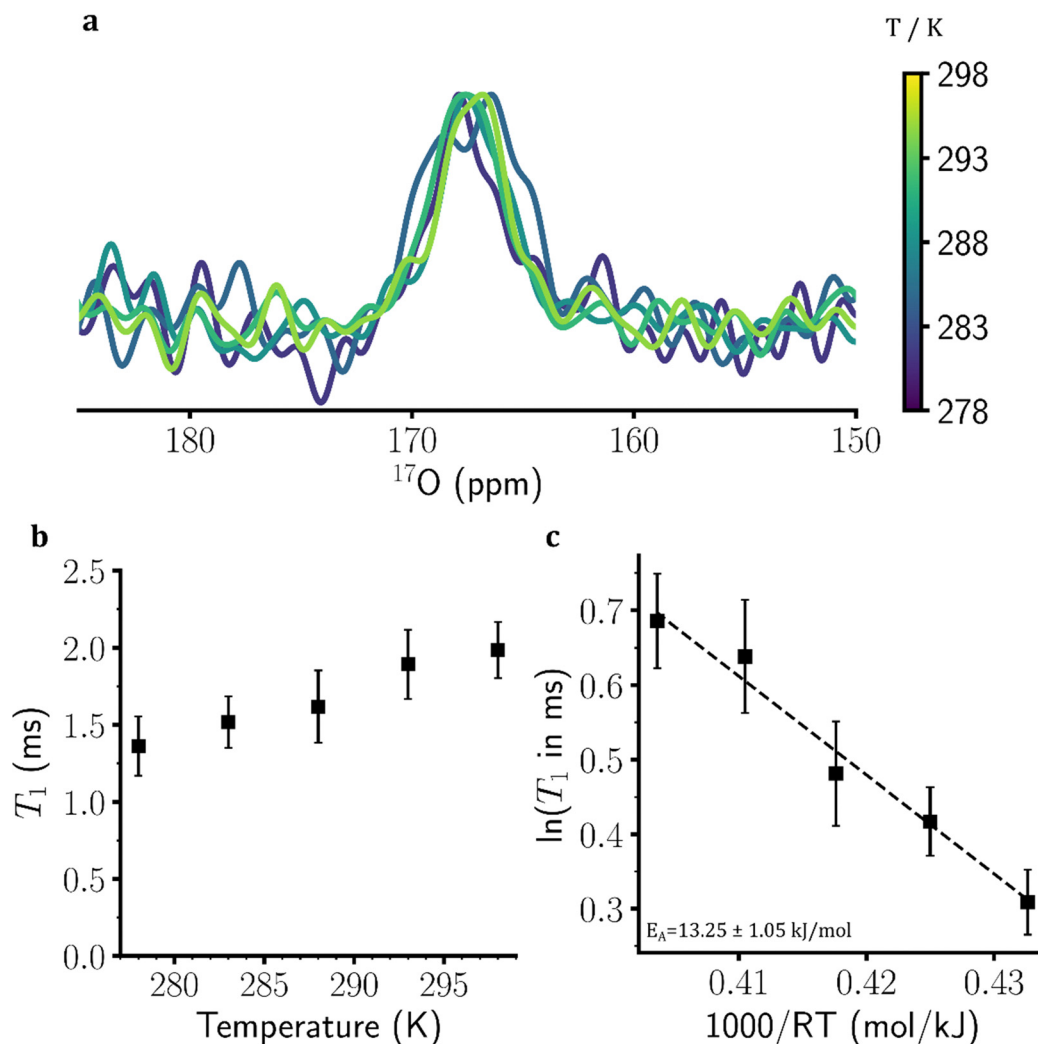 a
T / K
298
293
288
283
278
180 170 160 150
¹⁷O (ppm)
b
2.5
2.0
1.5
1.0
0.5
0.0
T₁ (ms)
280 285 290 295
Temperature (K)
c
0.7
0.6
0.5
0.4
0.3
ln(T₁ in ms)
E_A=13.25 ± 1.05 kJ/mol
0.41 0.42 0.43
1000/RT (mol/kJ)